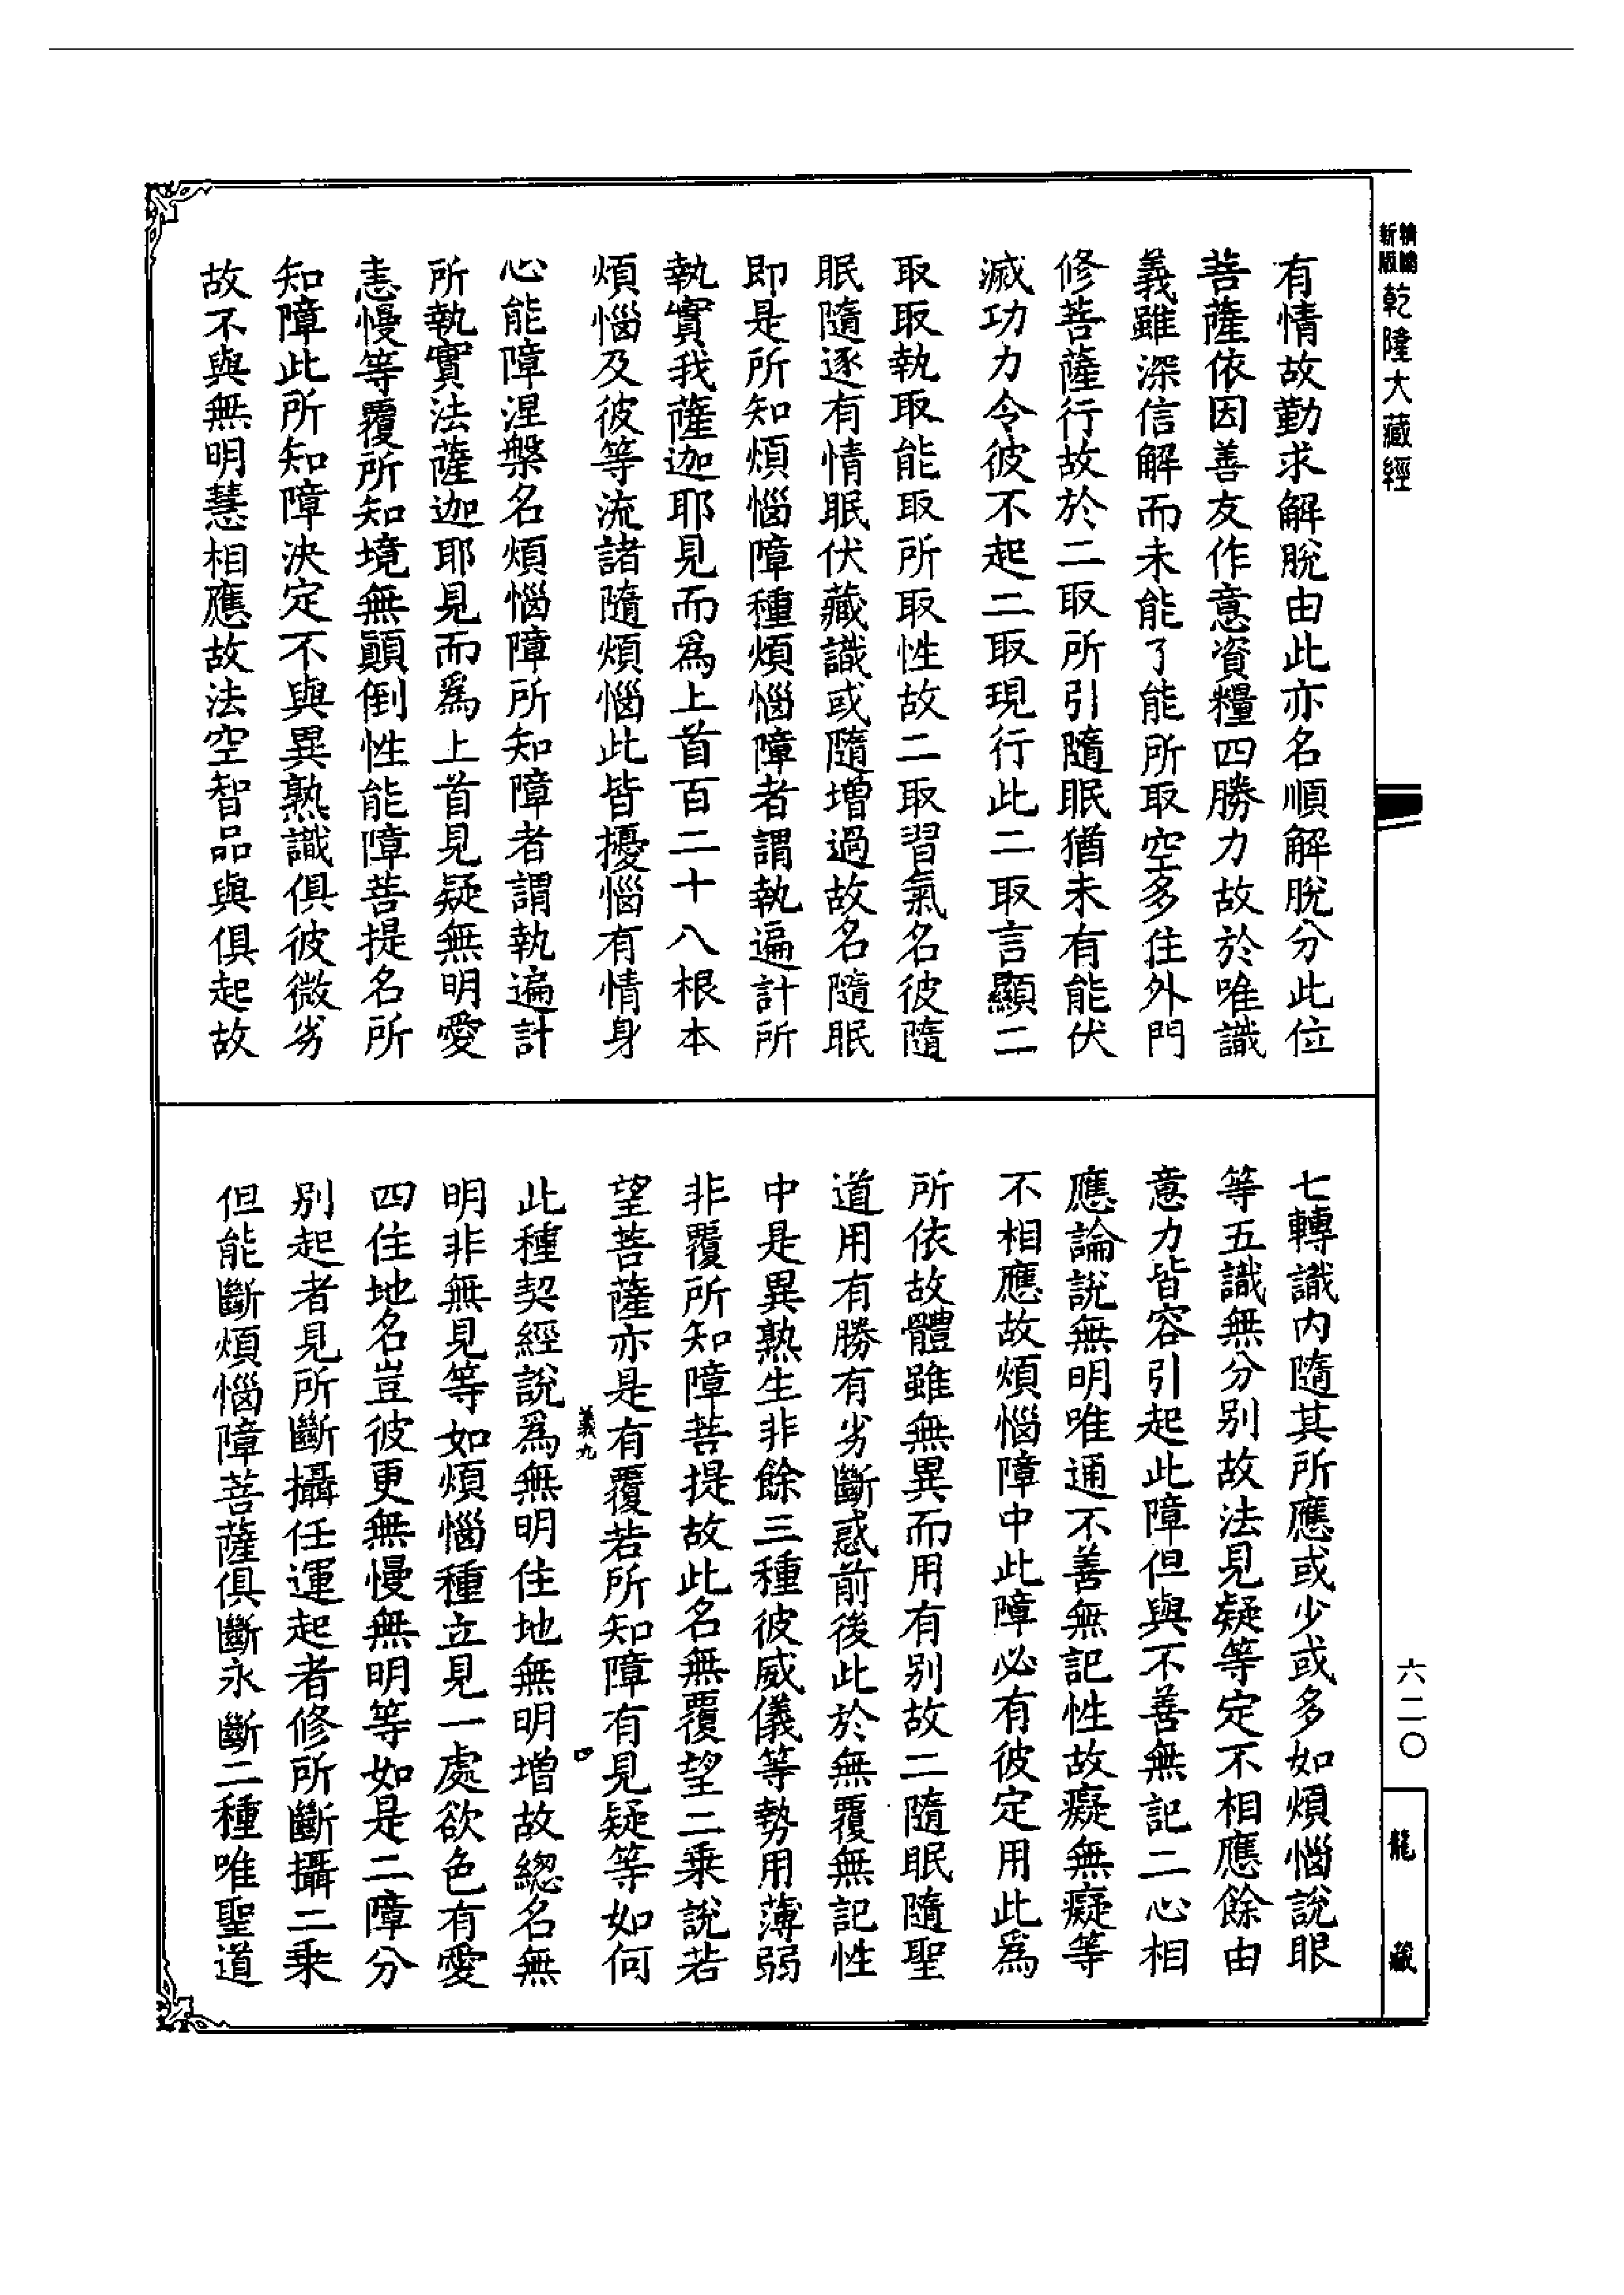 新編
新版
乾隆大藏經
有情故勤求解脫由此亦名順解脫分此位
菩薩依因善友作意資糧四勝力故於唯識
義雖深信解而未能了能所取空多住外門
修菩薩行故於二取所引隨眠猶未有能伏
滅功力令彼不起二取現行此二取言顯二
取取執取能取所取性故二取習氣名彼隨
眠隨逐有情眠伏藏識或隨增過故名隨眠
即是所知煩惱障種煩惱障者謂執遍計所
執實我薩迦耶見而為上首百二十八根本
煩惱及彼等流諸隨煩惱此皆擾惱有情身
心能障涅槃名煩惱障所知障者謂執遍計
所執實法薩迦耶見而為上首見疑無明愛
恚慢等覆所知境無顛倒性能障菩提名所
知障此所知障決定不與異熟識俱彼微劣
故不與無明慧相應故法空智品與俱起故
七轉識內隨其所應或少或多如煩惱說眼
等五識無分別故法見疑等定不相應餘由
意力皆容引起此障但與不善無記二心相
應論說無明唯通不善無記性故癡無癡等
不相應故煩惱障中此障必有彼定用此為
所依故體雖無異而用有別故二隨眠隨聖
道用有勝有劣斷惑前後此於無覆無記性
中是異熟生非餘三種彼威儀等勢用薄弱
非覆所知障菩提故此名無覆望二乘說若
望菩薩亦是有覆若所知障有見疑等如何
義九
四
此種契經說為無明住地無明增故總名無
明非無見等如煩惱種立見一處欲色有愛
四住地名豈彼更無慢無明等如是二障分
別起者見所斷攝任運起者修所斷攝二乘
但能斷煩惱障菩薩俱斷永斷二種唯聖道
六二〇
龍藏